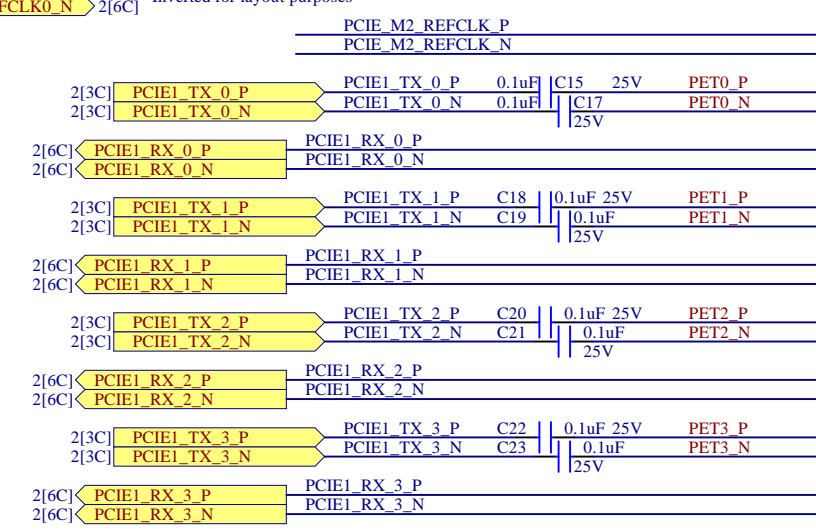 FCLK0_N 2[6C] Inverted for layout purposes
PCIE_M2_REFCLK_P
PCIE_M2_REFCLK_N
2[3C] PCIE1_TX_0_P PCIE1_TX_0_P 0.1uF C15 25V PET0_P
2[3C] PCIE1_TX_0_N PCIE1_TX_0_N 0.1uF C17 PET0_N
25V
2[6C] PCIE1_RX_0_P PCIE1_RX_0_P
2[6C] PCIE1_RX_0_N PCIE1_RX_0_N
2[3C] PCIE1_TX_1_P PCIE1_TX_1_P C18 0.1uF 25V PET1_P
2[3C] PCIE1_TX_1_N PCIE1_TX_1_N C19 0.1uF PET1_N
25V
2[6C] PCIE1_RX_1_P PCIE1_RX_1_P
2[6C] PCIE1_RX_1_N PCIE1_RX_1_N
2[3C] PCIE1_TX_2_P PCIE1_TX_2_P C20 0.1uF 25V PET2_P
2[3C] PCIE1_TX_2_N PCIE1_TX_2_N C21 0.1uF PET2_N
25V
2[6C] PCIE1_RX_2_P PCIE1_RX_2_P
2[6C] PCIE1_RX_2_N PCIE1_RX_2_N
2[3C] PCIE1_TX_3_P PCIE1_TX_3_P C22 0.1uF 25V PET3_P
2[3C] PCIE1_TX_3_N PCIE1_TX_3_N C23 0.1uF PET3_N
25V
2[6C] PCIE1_RX_3_P PCIE1_RX_3_P
2[6C] PCIE1_RX_3_N PCIE1_RX_3_N